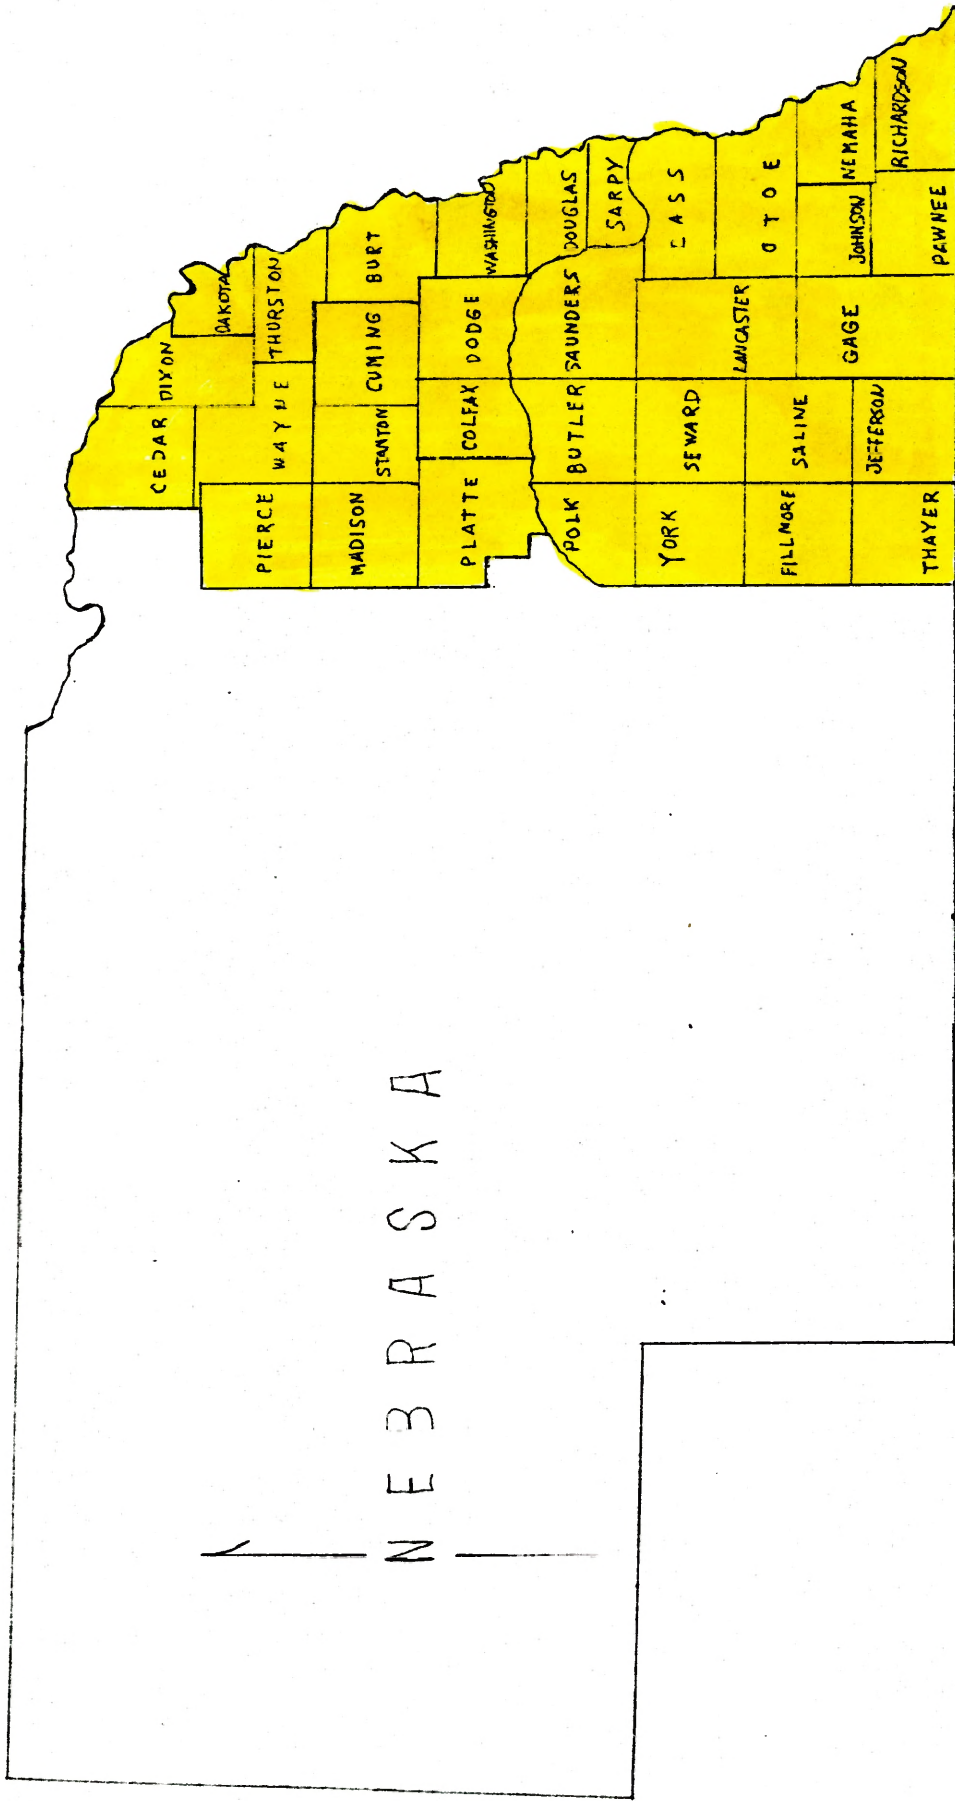 CEDAR
DIXON
DAKOTA
PIERCE
WAYNE
THURSTON
MADISON
STANTON
CUMING
BURT
PLATTE
COLFAX
DODGE
WASHINGTON
POLK
BUTLER
SAUNDERS
DOUGLAS
SARPY
YORK
SEWARD
LANCASTER
CASS
OTOE
FILLMORE
SALINE
GAGE
JOHNSON
NEMAHA
THAYER
JEFFERSON
PAWNEE
RICHARDSON
NEBRASKA